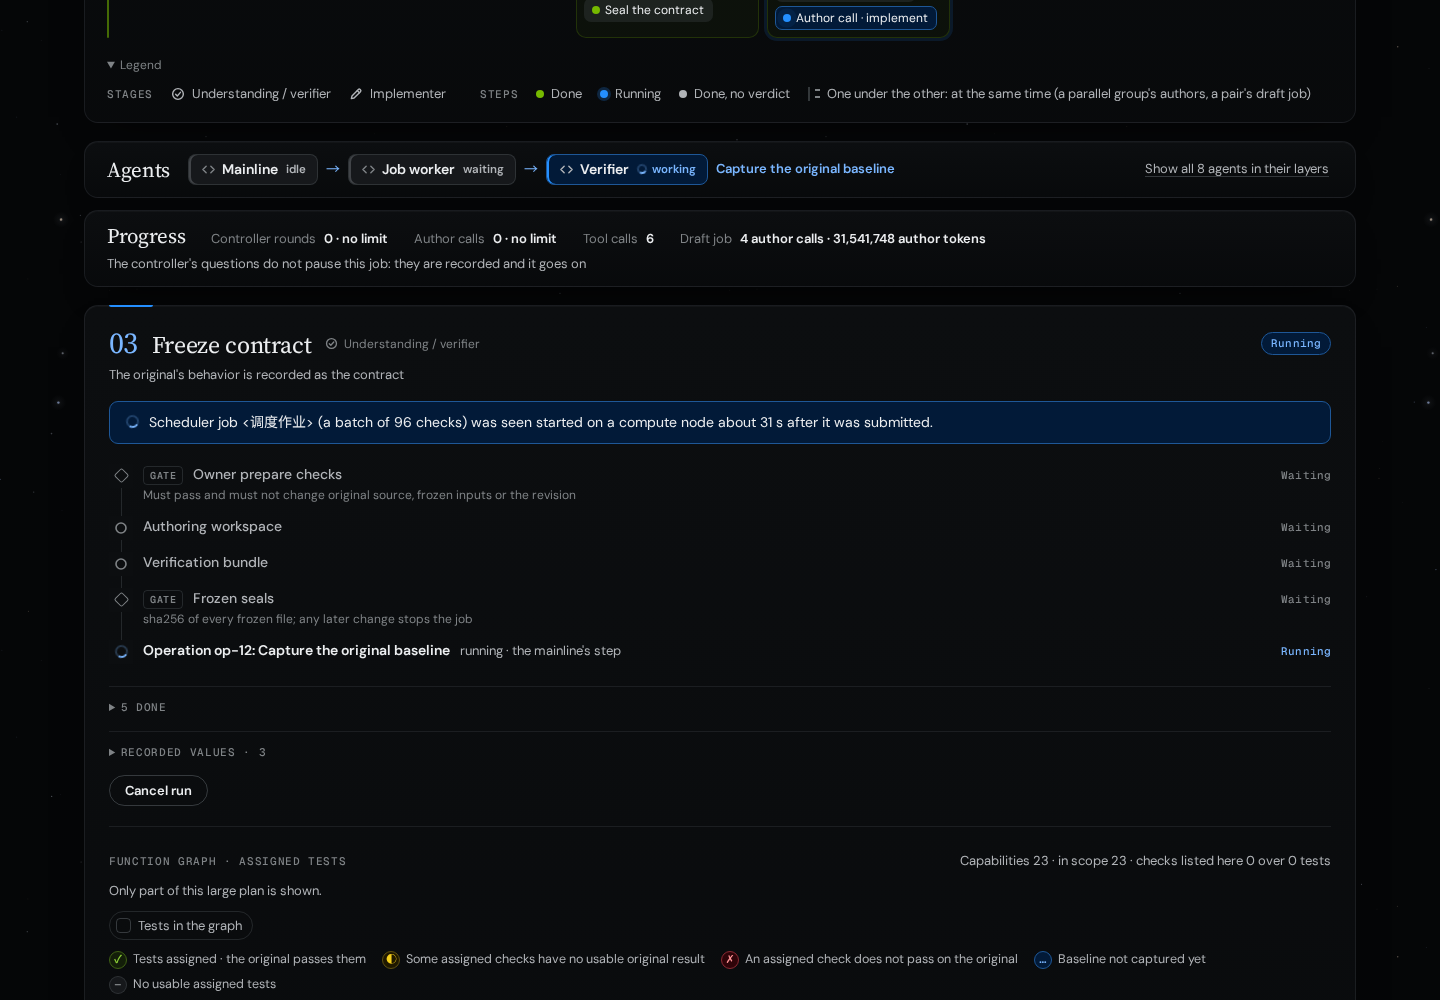 Seal the contract
Author call · implement
Legend
STAGES Understanding / verifier Implementer STEPS Done Running Done, no verdict One under the other: at the same time (a parallel group's authors, a pair's draft job)
Agents <> Mainline idle → <> Job worker waiting → <> Verifier working Capture the original baseline Show all 8 agents in their layers
Progress Controller rounds 0 · no limit Author calls 0 · no limit Tool calls 6 Draft job 4 author calls · 31,541,748 author tokens
The controller's questions do not pause this job: they are recorded and it goes on
03 Freeze contract Understanding / verifier Running
The original's behavior is recorded as the contract
Scheduler job <调度作业> (a batch of 96 checks) was seen started on a compute node about 31 s after it was submitted.
GATE Owner prepare checks Waiting
Must pass and must not change original source, frozen inputs or the revision
Authoring workspace Waiting
Verification bundle Waiting
GATE Frozen seals Waiting
sha256 of every frozen file; any later change stops the job
Operation op-12: Capture the original baseline running · the mainline's step Running
5 DONE
RECORDED VALUES · 3
Cancel run
FUNCTION GRAPH · ASSIGNED TESTS Capabilities 23 · in scope 23 · checks listed here 0 over 0 tests
Only part of this large plan is shown.
Tests in the graph
✓ Tests assigned · the original passes them Some assigned checks have no usable original result ✗ An assigned check does not pass on the original … Baseline not captured yet
– No usable assigned tests